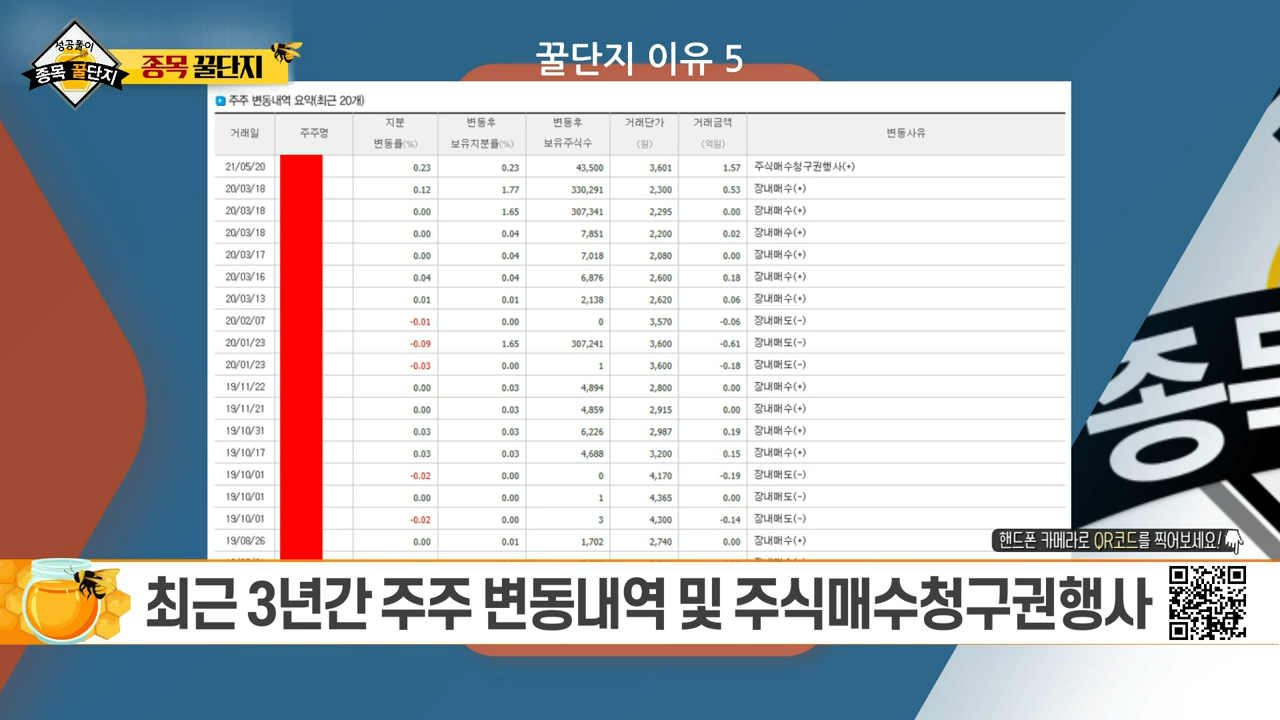 성공풀이
종목 꿀단지
종목 꿀단지
꿀단지 이유 5
주주 변동내역 요약(최근 20개)
거래일 주주명 지분 변동률(%) 변동후 보유지분율(%) 변동후 보유주식수 거래단가 (원) 거래금액 (억원) 변동사유
21/05/20 0.23 0.23 43,500 3,601 1.57 주식매수청구권행사(+)
20/03/18 0.12 1.77 330,291 2,300 0.53 장내매수(+)
20/03/18 0.00 1.65 307,341 2,295 0.00 장내매수(+)
20/03/18 0.00 0.04 7,851 2,200 0.02 장내매수(+)
20/03/17 0.00 0.04 7,018 2,080 0.00 장내매수(+)
20/03/16 0.04 0.04 6,876 2,600 0.18 장내매수(+)
20/03/13 0.01 0.01 2,138 2,620 0.06 장내매수(+)
20/02/07 -0.01 0.00 0 3,570 -0.06 장내매도(-)
20/01/23 -0.09 1.65 307,241 3,600 -0.61 장내매도(-)
20/01/23 -0.03 0.00 1 3,600 -0.18 장내매도(-)
19/11/22 0.00 0.03 4,894 2,800 0.00 장내매수(+)
19/11/21 0.00 0.03 4,859 2,915 0.00 장내매수(+)
19/10/31 0.03 0.03 6,226 2,987 0.19 장내매수(+)
19/10/17 0.03 0.03 4,688 3,200 0.15 장내매수(+)
19/10/01 -0.02 0.00 0 4,170 -0.19 장내매도(-)
19/10/01 0.00 0.00 1 4,365 0.00 장내매도(-)
19/10/01 -0.02 0.00 3 4,300 -0.14 장내매도(-)
19/08/26 0.00 0.01 1,702 2,740 0.00 장내매수(+)
종목
핸드폰 카메라로 QR코드를 찍어보세요!
최근 3년간 주주 변동내역 및 주식매수청구권행사